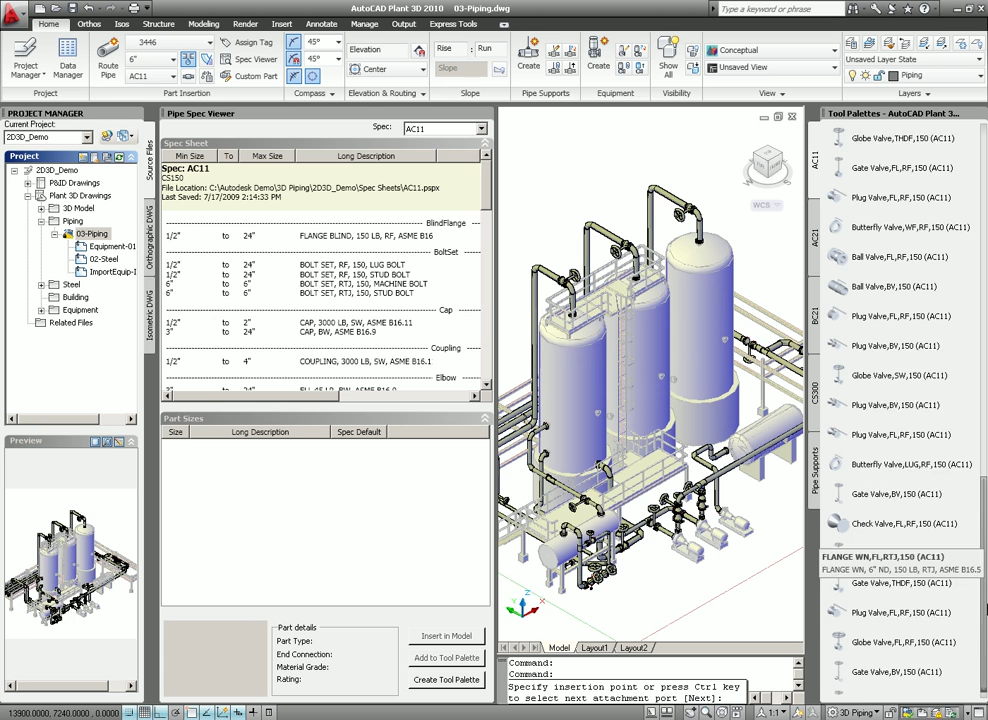 AutoCAD Plant 3D 2010 - 03-Piping.dwg
Type a keyword or phrase
Home Orthos Isos Structure Modeling Render Insert Annotate Manage Output Express Tools
Project Manager
Data Manager
Project
Route Pipe
3446
6"
AC11
Assign Tag
Spec Viewer
Custom Part
Part Insertion
45°
45°
Compass
Elevation
Center
Elevation & Routing
Rise : Run
Slope
Slope
Create
Pipe Supports
Create
Equipment
Show All
Visibility
Conceptual
Unsaved View
View
Unsaved Layer State
Piping
Layers
PROJECT MANAGER
Current Project:
2D3D_Demo
Project
2D3D_Demo
P&ID Drawings
Plant 3D Drawings
3D Model
Piping
03-Piping
Equipment-01
02-Steel
ImportEquip-I
Steel
Building
Equipment
Related Files
Source Files
Orthographic DWG
Isometric DWG
Preview
Pipe Spec Viewer
Spec: AC11
Spec Sheet
Min Size To Max Size Long Description
Spec: AC11
CS150
File Location: C:\Autodesk Demo\3D Piping\2D3D_Demo\Spec Sheets\AC11.pspx
Last Saved: 7/17/2009 2:14:33 PM
BlindFlange
1/2" to 24" FLANGE BLIND, 150 LB, RF, ASME B16
BoltSet
1/2" to 24" BOLT SET, RF, 150 LB, LUG BOLT
1/2" to 24" BOLT SET, RF, 150 LB, STUD BOLT
6" to 6" BOLT SET, RTJ, 150 LB, MACHINE BOLT
6" to 6" BOLT SET, RTJ, 150 LB, STUD BOLT
Cap
1/2" to 2" CAP, 3000 LB, SW, ASME B16.11
3" to 24" CAP, BW, ASME B16.9
Coupling
1/2" to 4" COUPLING, 3000 LB, SW, ASME B16.1
Elbow
Part Sizes
Size Long Description Spec Default
Part details
Part Type:
End Connection:
Material Grade:
Rating:
Insert in Model
Add to Tool Palette
Create Tool Palette
WCS
Model Layout1 Layout2
Command:
Command:
Specify insertion point or press Ctrl key
to select next attachment port [Next]:
Tool Palettes - AutoCAD Plant 3...
AC11
AC21
BC21
CS300
Pipe Supports
Globe Valve,THDF,150 (AC11)
Gate Valve,FL,RF,150 (AC11)
Plug Valve,FL,RF,150 (AC11)
Butterfly Valve,WF,RF,150 (AC11)
Ball Valve,FL,RF,150 (AC11)
Ball Valve,BV,150 (AC11)
Plug Valve,FL,RF,150 (AC11)
Plug Valve,BV,150 (AC11)
Globe Valve,SW,150 (AC11)
Plug Valve,BV,150 (AC11)
Plug Valve,FL,RF,150 (AC11)
Butterfly Valve,LUG,RF,150 (AC11)
Gate Valve,BV,150 (AC11)
Check Valve,FL,RF,150 (AC11)
FLANGE WN,FL,RTJ,150 (AC11)
FLANGE WN, 6" ND, 150 LB, RTJ, ASME B16.5
Gate Valve,THDF,150 (AC11)
Plug Valve,FL,RF,150 (AC11)
Globe Valve,FL,RF,150 (AC11)
Gate Valve,BV,150 (AC11)
13900.0000, 7240.0000, 0.0000
1:1
3D Piping